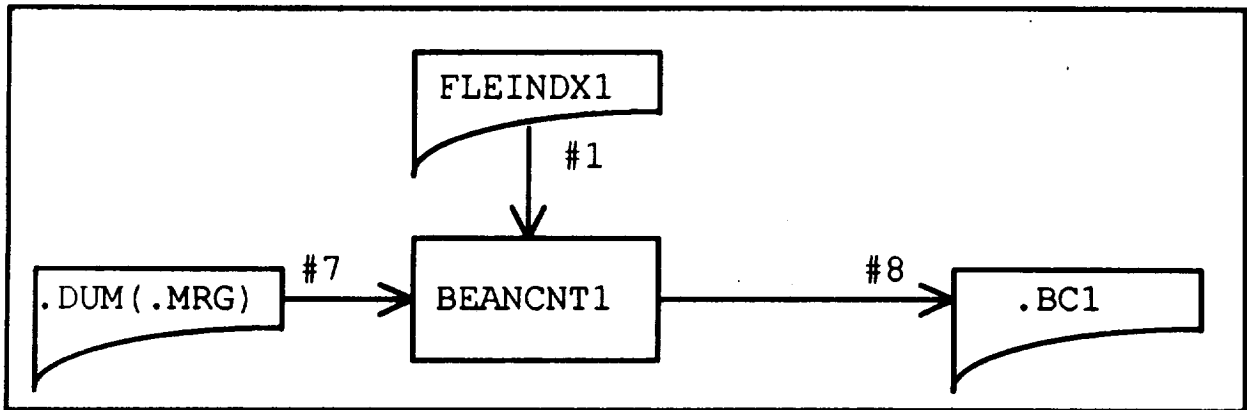 FLEINDX1
#1
#7
#8
.DUM(.MRG)
BEANCNT1
.BC1